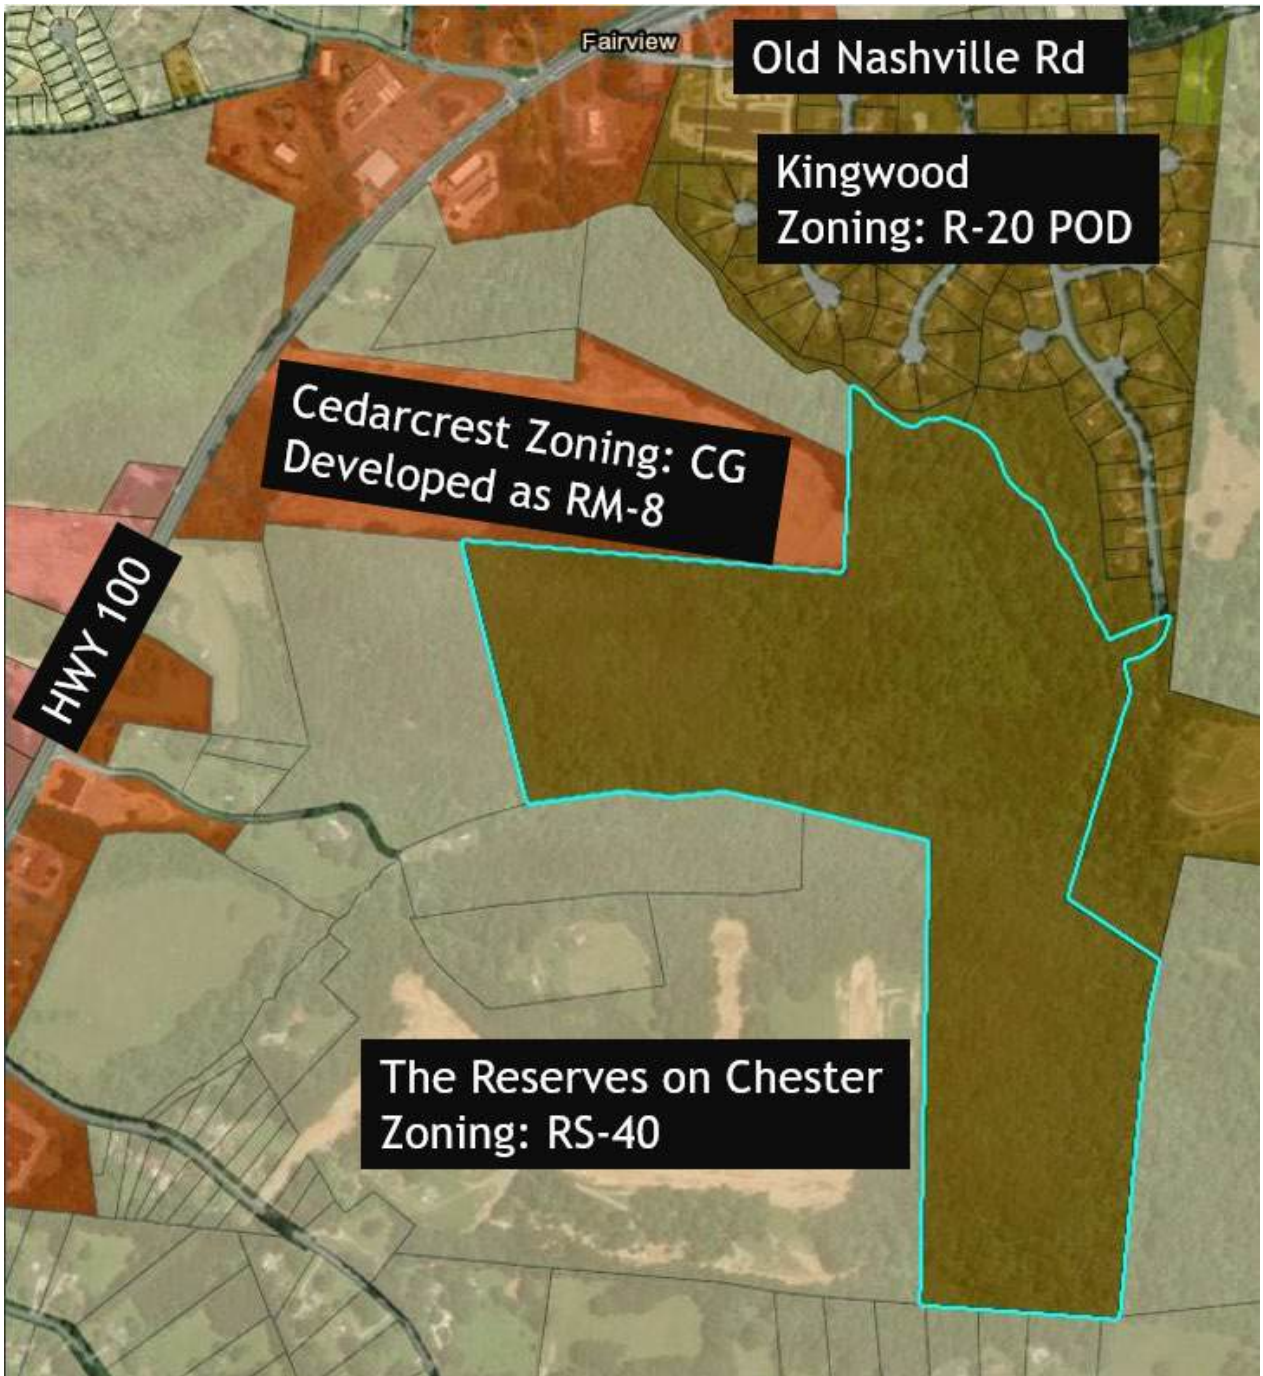 Fairview
Old Nashville Rd
Kingwood
Zoning: R-20 POD
Cedarcrest Zoning: CG
Developed as RM-8
HWY 100
The Reserves on Chester
Zoning: RS-40